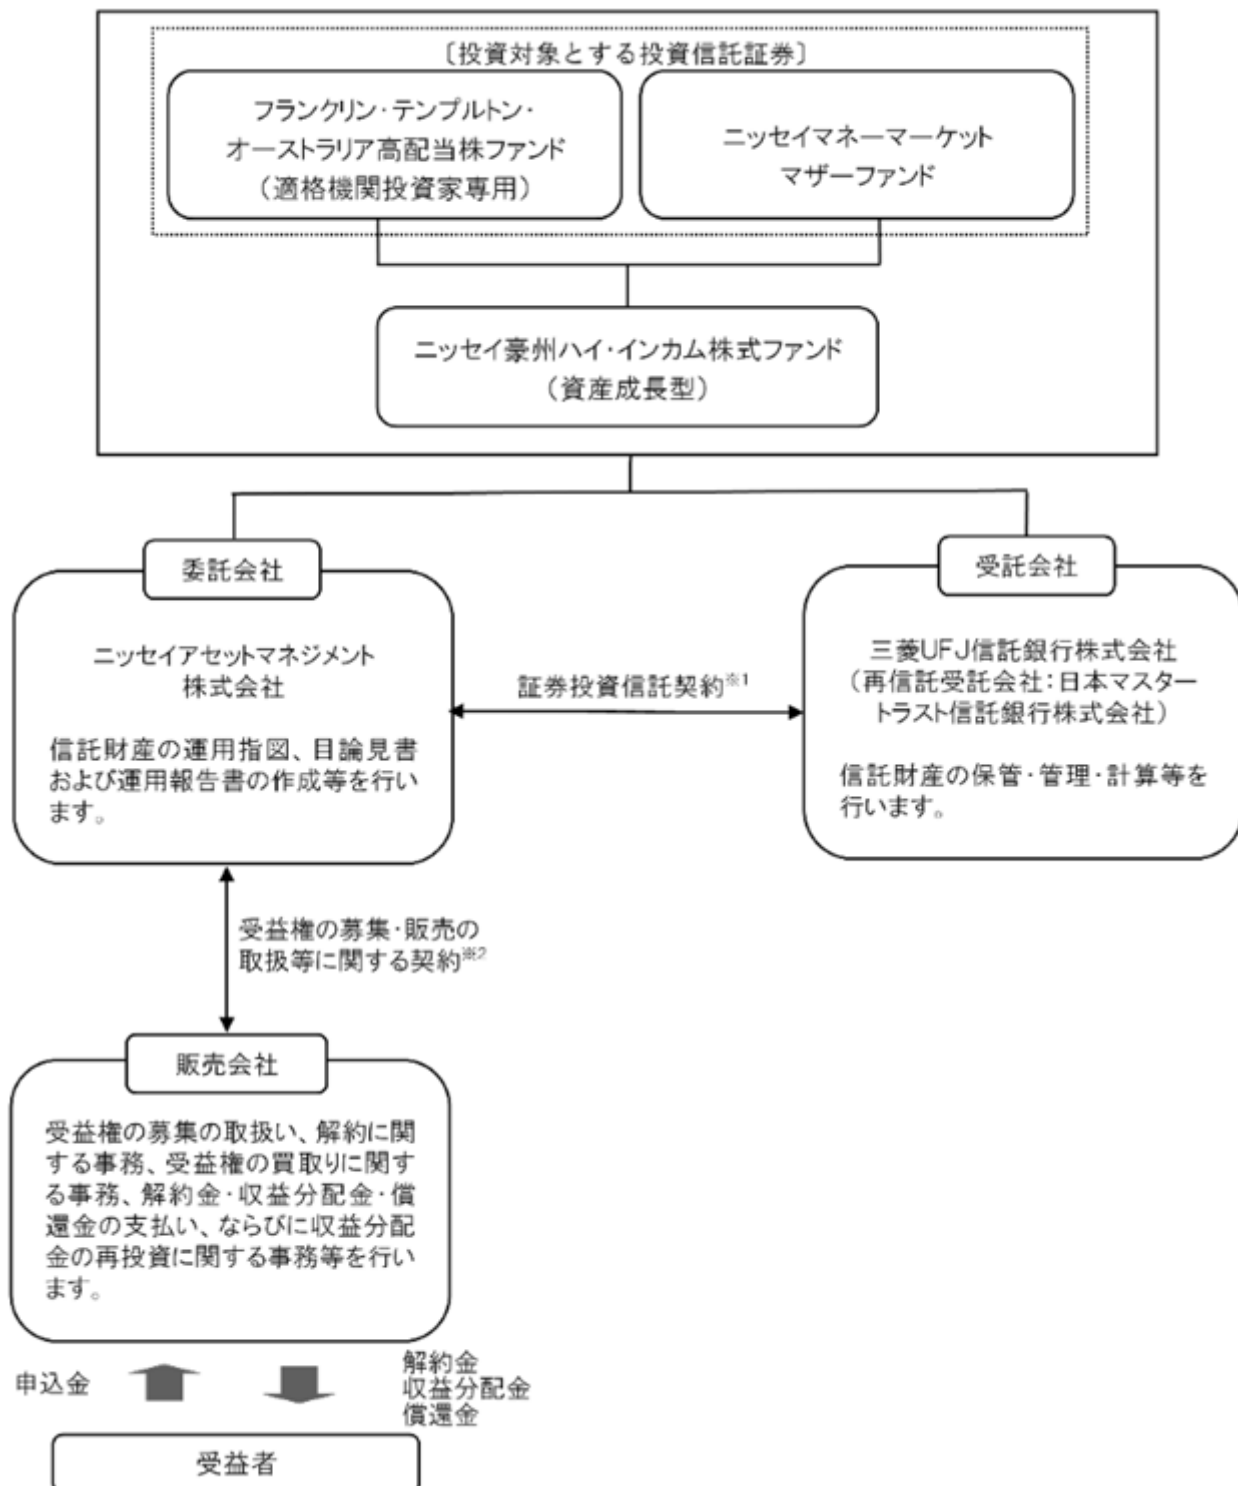 〔投資対象とする投資信託証券〕
フランクリン・テンプルトン・
オーストラリア高配当株ファンド
（適格機関投資家専用）
ニッセイマネーマーケット
マザーファンド
ニッセイ豪州ハイ・インカム株式ファンド
（資産成長型）
委託会社
ニッセイアセットマネジメント
株式会社
信託財産の運用指図、目論見書
および運用報告書の作成等を行い
ます。
証券投資信託契約※1
受託会社
三菱UFJ信託銀行株式会社
（再信託受託会社：日本マスター
トラスト信託銀行株式会社）
信託財産の保管・管理・計算等を
行います。
受益権の募集・販売の
取扱等に関する契約※2
販売会社
受益権の募集の取扱い、解約に関
する事務、受益権の買取りに関す
る事務、解約金・収益分配金・償
還金の支払い、ならびに収益分配
金の再投資に関する事務等を行い
ます。
申込金
解約金
収益分配金
償還金
受益者